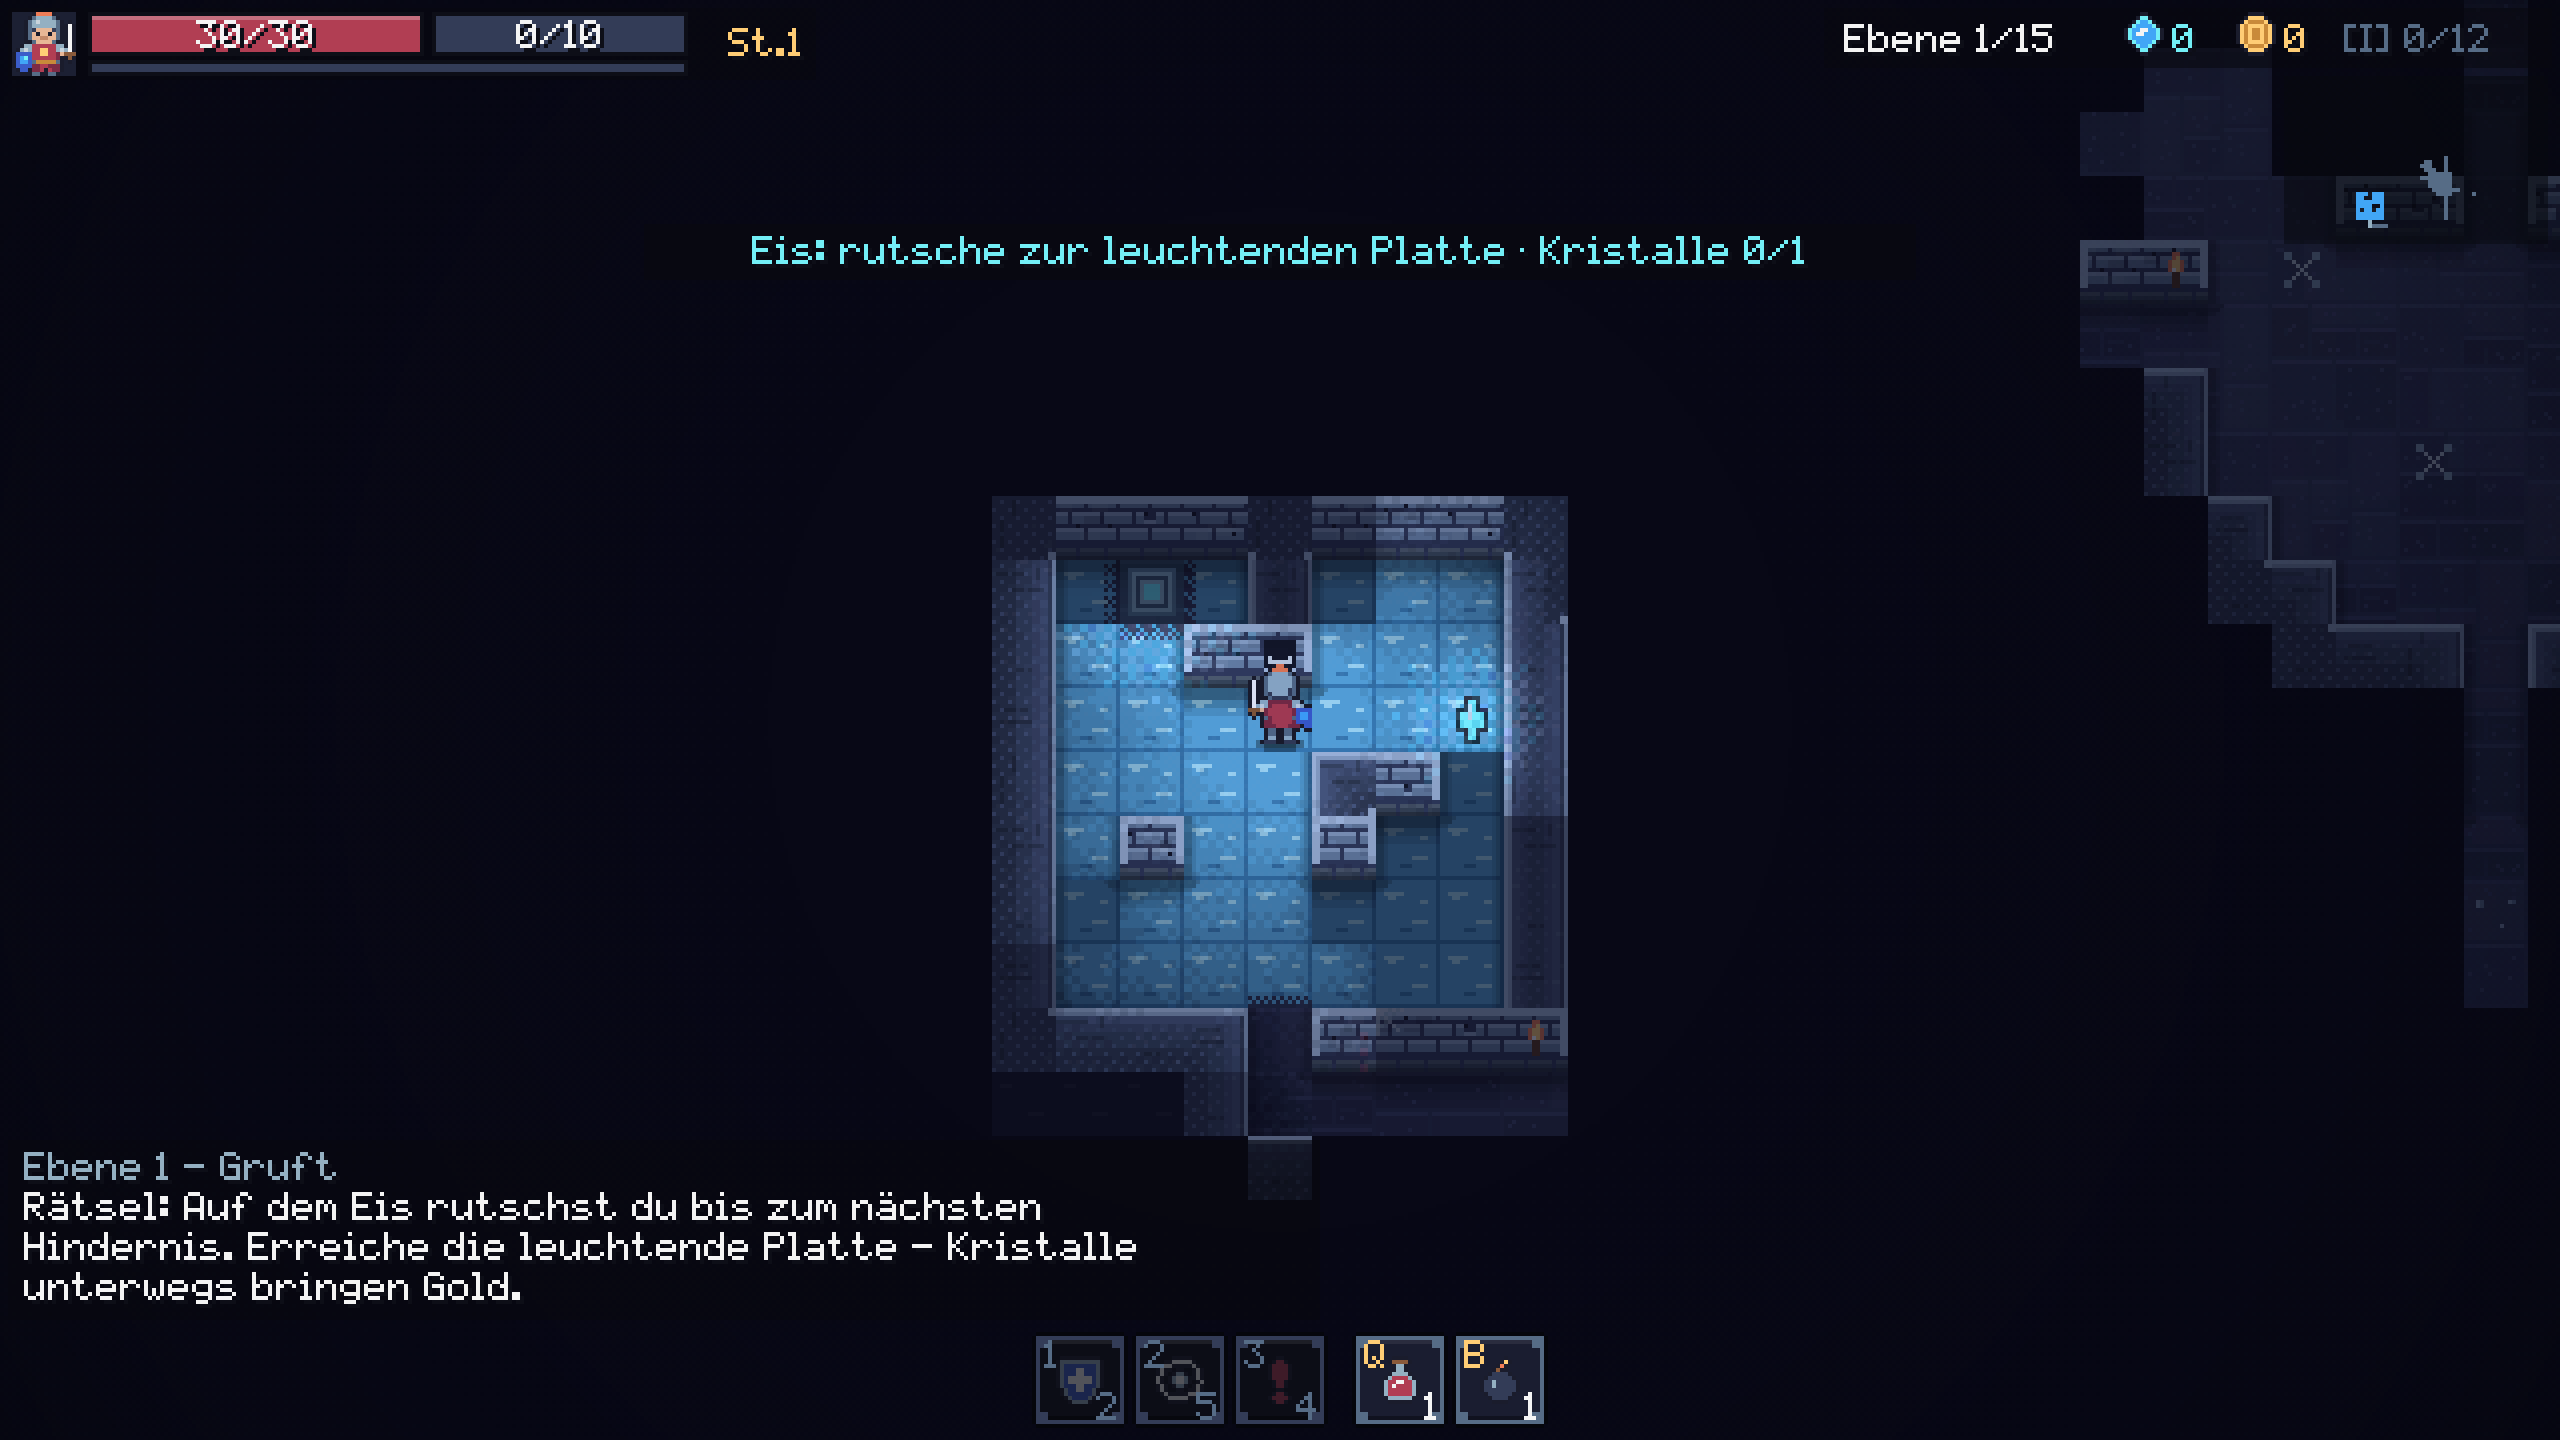 30/30 0/10 St.1 Ebene 1/15 0 0 [I] 0/12
Eis: rutsche zur leuchtenden Platte · Kristalle 0/1
Ebene 1 – Gruft
Rätsel: Auf dem Eis rutschst du bis zum nächsten
Hindernis. Erreiche die leuchtende Platte – Kristalle
unterwegs bringen Gold.
1 2 3 Q B
2 5 4 1 1